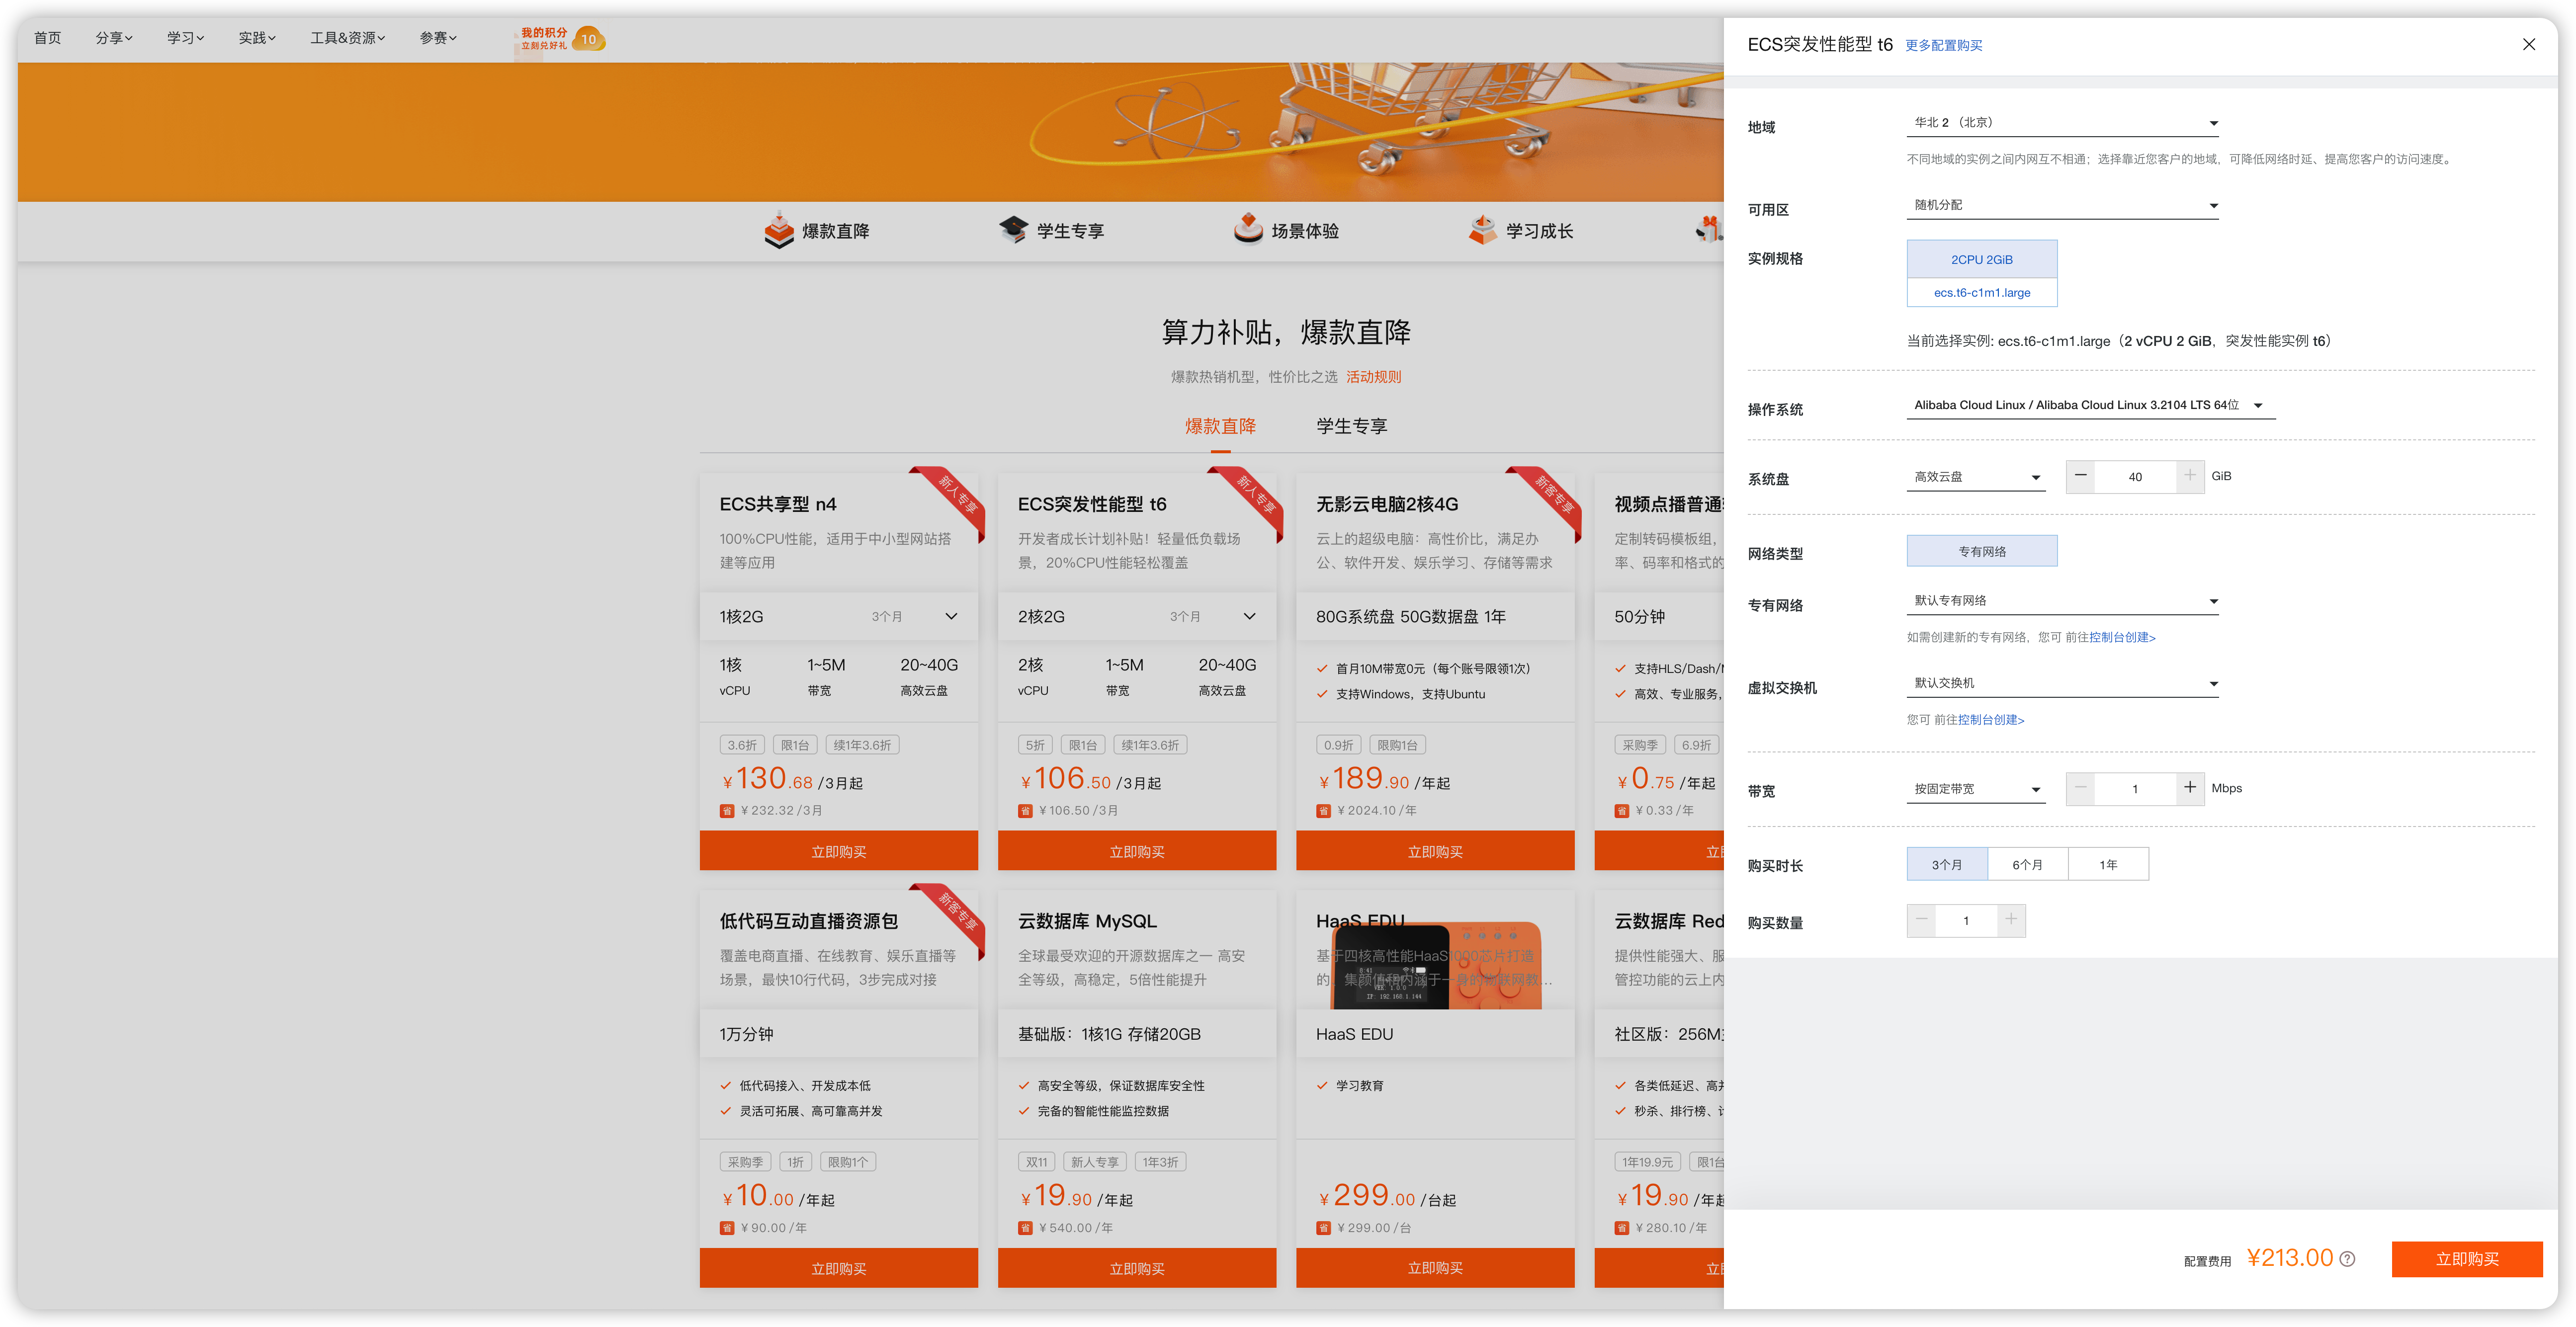 首页 分享 学习 实践 工具&资源 参赛 我的积分 10
立刻兑好礼
爆款直降 学生专享 场景体验 学习成长
算力补贴，爆款直降
爆款热销机型，性价比之选 活动规则
爆款直降 学生专享
新人专享
ECS共享型 n4
100%CPU性能，适用于中小型网站搭
建等应用
1核2G 3个月
1核 1~5M 20~40G
vCPU 带宽 高效云盘
3.6折 限1台 续1年3.6折
¥130.68 /3月起
省 ¥232.32/3月
立即购买
新人专享
ECS突发性能型 t6
开发者成长计划补贴！轻量低负载场
景，20%CPU性能轻松覆盖
2核2G 3个月
2核 1~5M 20~40G
vCPU 带宽 高效云盘
5折 限1台 续1年3.6折
¥106.50 /3月起
省 ¥106.50/3月
立即购买
新客专享
无影云电脑2核4G
云上的超级电脑：高性价比，满足办
公、软件开发、娱乐学习、存储等需求
80G系统盘 50G数据盘 1年
首月10M带宽0元（每个账号限领1次）
支持Windows，支持Ubuntu
0.9折 限购1台
¥189.90 /年起
省 ¥2024.10/年
立即购买
视频点播普通
定制转码模板组，
率、码率和格式的
50分钟
支持HLS/Dash/
高效、专业服务，
采购季 6.9折
¥0.75 /年起
省 ¥0.33/年
立
新客专享
低代码互动直播资源包
覆盖电商直播、在线教育、娱乐直播等
场景，最快10行代码，3步完成对接
1万分钟
低代码接入、开发成本低
灵活可拓展、高可靠高并发
采购季 1折 限购1个
¥10.00 /年起
省 ¥90.00/年
立即购买
云数据库 MySQL
全球最受欢迎的开源数据库之一 高安
全等级，高稳定，5倍性能提升
基础版：1核1G 存储20GB
高安全等级，保证数据库安全性
完备的智能性能监控数据
双11 新人专享 1年3折
¥19.90 /年起
省 ¥540.00/年
立即购买
HaaS EDU
基于四核高性能HaaS1000芯片打造
的，集颜值和内涵于一身的物联网教...
VER: 1.0.0
IP: 192.168.1.144
HaaS EDU
学习教育
¥299.00 /台起
省 ¥299.00/台
立即购买
云数据库 Red
提供性能强大、服
管控功能的云上内
社区版：256M
各类低延迟、高
秒杀、排行榜、
1年19.9元 限1台
¥19.90 /年起
省 ¥280.10/年
立
ECS突发性能型 t6 更多配置购买
地域 华北 2 （北京）
不同地域的实例之间内网互不相通；选择靠近您客户的地域，可降低网络时延、提高您客户的访问速度。
可用区 随机分配
实例规格 2CPU 2GiB
ecs.t6-c1m1.large
当前选择实例: ecs.t6-c1m1.large（2 vCPU 2 GiB，突发性能实例 t6）
操作系统 Alibaba Cloud Linux / Alibaba Cloud Linux 3.2104 LTS 64位
系统盘 高效云盘 40 GiB
网络类型 专有网络
专有网络 默认专有网络
如需创建新的专有网络，您可 前往控制台创建>
虚拟交换机 默认交换机
您可 前往控制台创建>
带宽 按固定带宽 1 Mbps
购买时长 3个月 6个月 1年
购买数量 1
配置费用 ¥213.00 立即购买